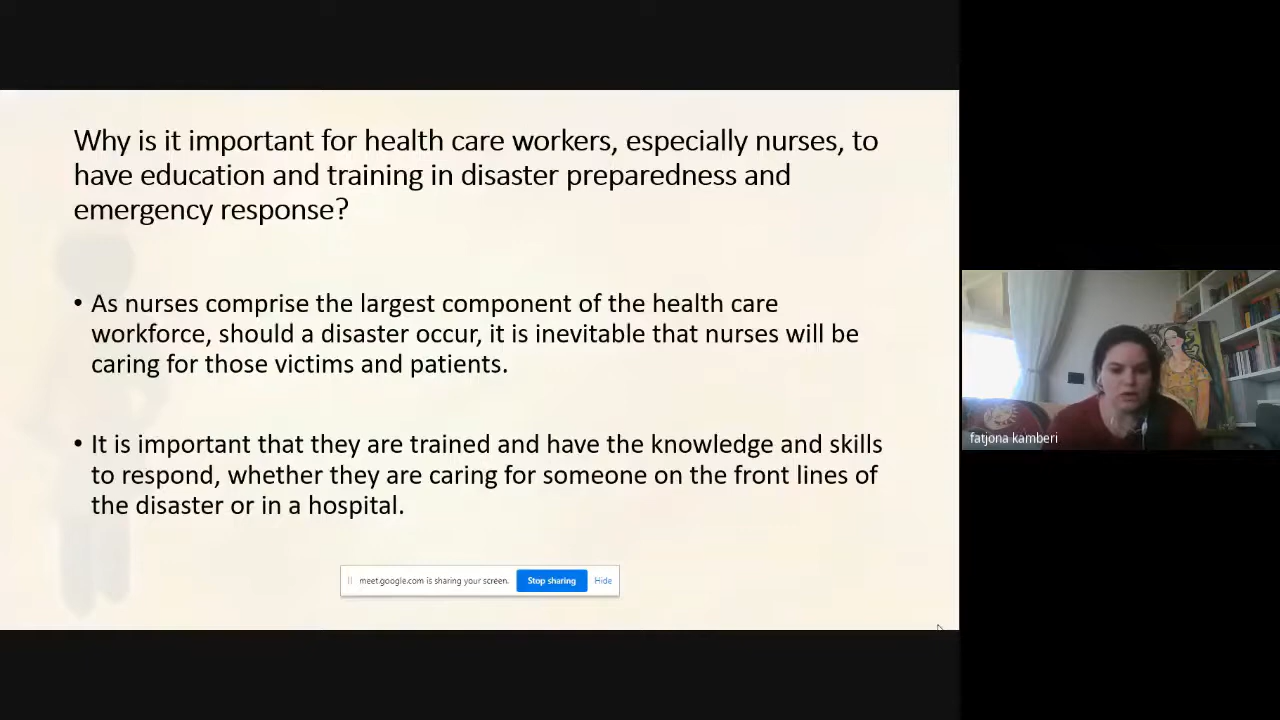 Why is it important for health care workers, especially nurses, to
have education and training in disaster preparedness and
emergency response?
• As nurses comprise the largest component of the health care
workforce, should a disaster occur, it is inevitable that nurses will be
caring for those victims and patients.
• It is important that they are trained and have the knowledge and skills
to respond, whether they are caring for someone on the front lines of
the disaster or in a hospital.
meet.google.com is sharing your screen. Stop sharing Hide
fatjona kamberi